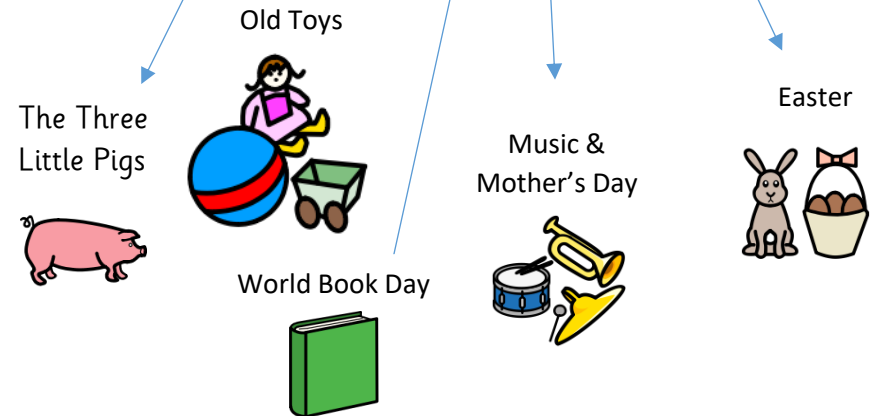 Old Toys
The Three
Little Pigs
World Book Day
Music &
Mother’s Day
Easter